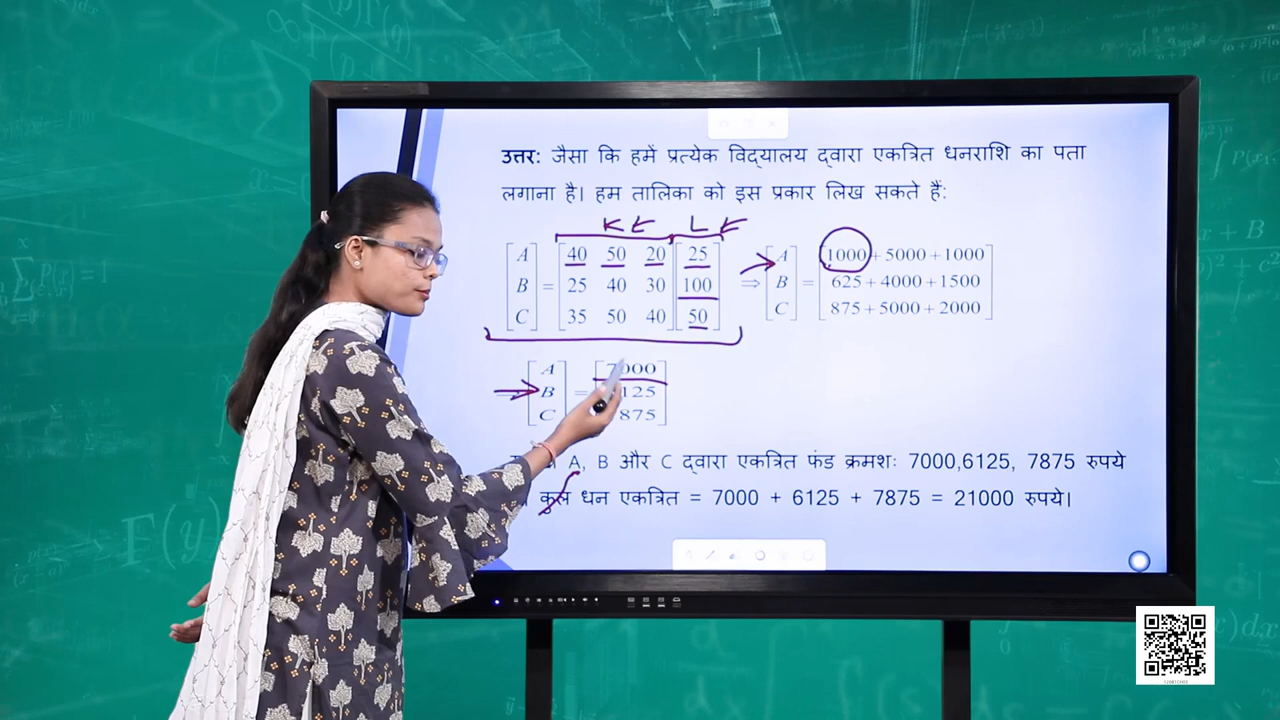 उत्तर: जैसा कि हमें प्रत्येक विद्यालय द्वारा एकत्रित धनराशि का पता
लगाना है। हम तालिका को इस प्रकार लिख सकते हैं:
K L
[A B C] = [40 50 20; 25 40 30; 35 50 40] [25; 100; 50] ⇒ [A B C] = [1000+5000+1000; 625+4000+1500; 875+5000+2000]
[A B C] = [7000; 125; 875]
A, B और C द्वारा एकत्रित फंड क्रमशः 7000,6125, 7875 रुपये
कुल धन एकत्रित = 7000 + 6125 + 7875 = 21000 रुपये।